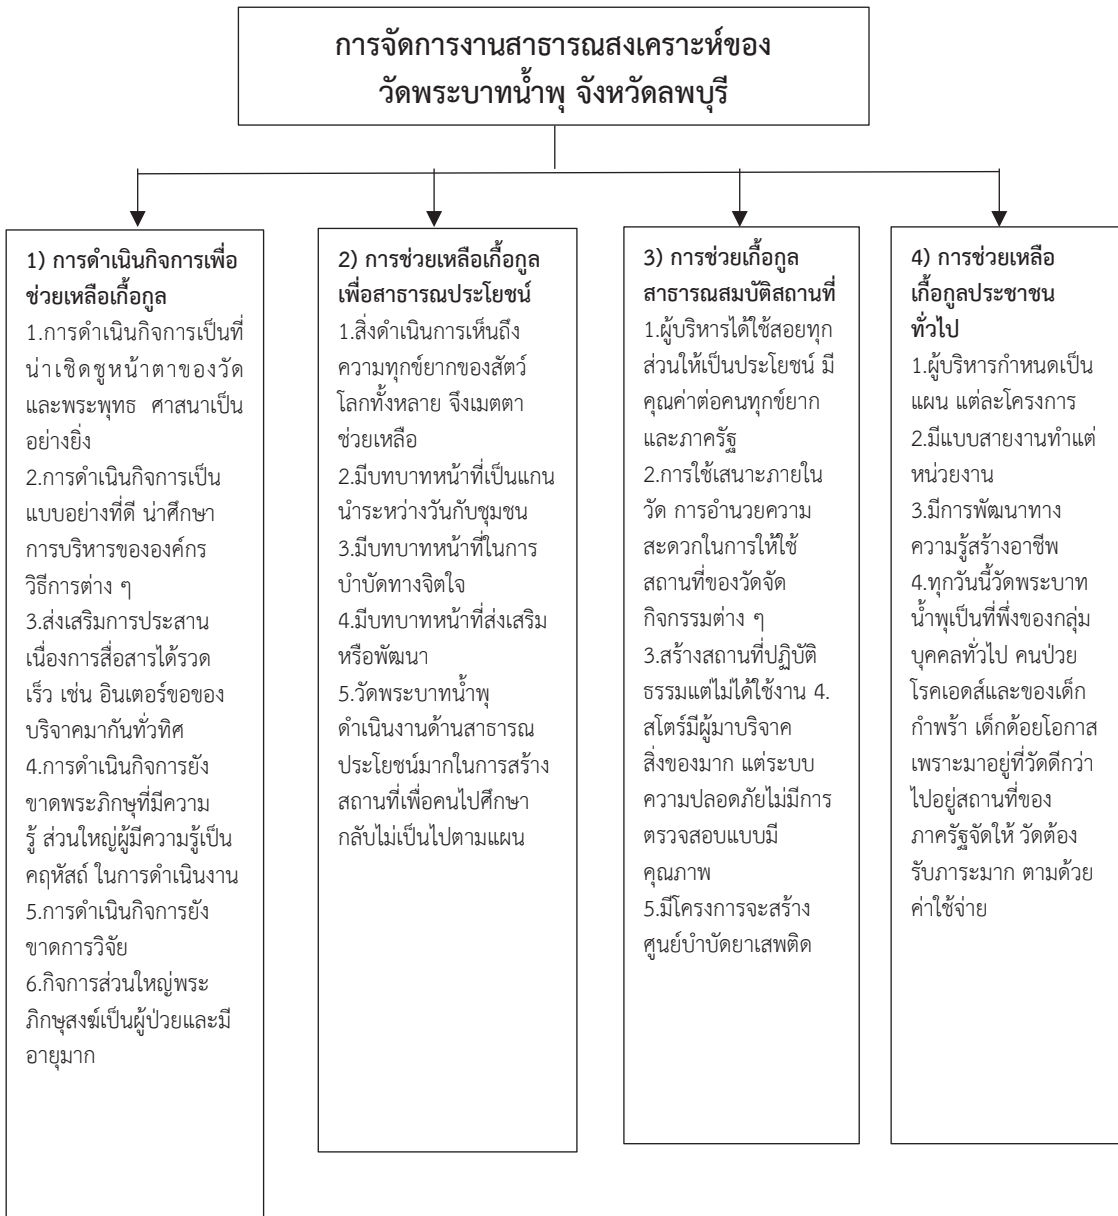 การจัดการงานสาธารณสงเคราะห์ของ
วัดพระบาทน้ำพุ จังหวัดลพบุรี
1) การดำเนินกิจการเพื่อ
ช่วยเหลือเกื้อกูล
1.การดำเนินกิจการเป็นที่
น่าเชิดชูหน้าตาของวัด
และพระพุทธ ศาสนาเป็น
อย่างยิ่ง
2.การดำเนินกิจการเป็น
แบบอย่างที่ดี น่าศึกษา
การบริหารขององค์กร
วิธีการต่าง ๆ
3.ส่งเสริมการประสาน
เนื่องการสื่อสารได้รวด
เร็ว เช่น อินเตอร์ขอของ
บริจาคมากันทั่วทิศ
4.การดำเนินกิจการยัง
ขาดพระภิกษุที่มีความ
รู้ ส่วนใหญ่ผู้มีความรู้เป็น
คฤหัสถ์ ในการดำเนินงาน
5.การดำเนินกิจการยัง
ขาดการวิจัย
6.กิจการส่วนใหญ่พระ
ภิกษุสงฆ์เป็นผู้ป่วยและมี
อายุมาก
2) การช่วยเหลือเกื้อกูล
เพื่อสาธารณประโยชน์
1.สิ่งดำเนินการเห็นถึง
ความทุกข์ยากของสัตว์
โลกทั้งหลาย จึงเมตตา
ช่วยเหลือ
2.มีบทบาทหน้าที่เป็นแกน
นำระหว่างวันกับชุมชน
3.มีบทบาทหน้าที่ในการ
บำบัดทางจิตใจ
4.มีบทบาทหน้าที่ส่งเสริม
หรือพัฒนา
5.วัดพระบาทน้ำพุ
ดำเนินงานด้านสาธารณ
ประโยชน์มากในการสร้าง
สถานที่เพื่อคนไปศึกษา
กลับไม่เป็นไปตามแผน
3) การช่วยเกื้อกูล
สาธารณสมบัติสถานที่
1.ผู้บริหารได้ใช้สอยทุก
ส่วนให้เป็นประโยชน์ มี
คุณค่าต่อคนทุกข์ยาก
และภาครัฐ
2.การใช้เสนาะภายใน
วัด การอำนวยความ
สะดวกในการให้ใช้
สถานที่ของวัดจัด
กิจกรรมต่าง ๆ
3.สร้างสถานที่ปฏิบัติ
ธรรมแต่ไม่ได้ใช้งาน 4.
สโตร์มีผู้มาบริจาค
สิ่งของมาก แต่ระบบ
ความปลอดภัยไม่มีการ
ตรวจสอบแบบมี
คุณภาพ
5.มีโครงการจะสร้าง
ศูนย์บำบัดยาเสพติด
4) การช่วยเหลือ
เกื้อกูลประชาชน
ทั่วไป
1.ผู้บริหารกำหนดเป็น
แผน แต่ละโครงการ
2.มีแบบสายงานทำแต่
หน่วยงาน
3.มีการพัฒนาทาง
ความรู้สร้างอาชีพ
4.ทุกวันนี้วัดพระบาท
น้ำพุเป็นที่พึ่งของกลุ่ม
บุคคลทั่วไป คนป่วย
โรคเอดส์และของเด็ก
กำพร้า เด็กด้อยโอกาส
เพราะมาอยู่ที่วัดดีกว่า
ไปอยู่สถานที่ของ
ภาครัฐจัดให้ วัดต้อง
รับภาระมาก ตามด้วย
ค่าใช้จ่าย